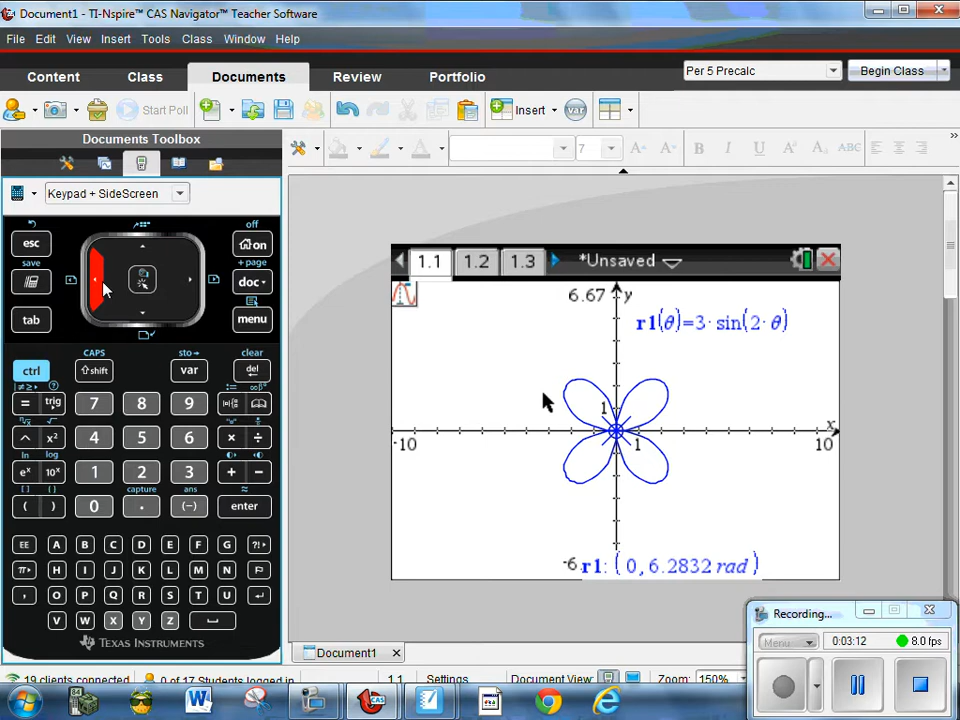 Document1 - TI-Nspire™ CAS Navigator™ Teacher Software
File Edit View Insert Tools Class Window Help
Content Class Documents Review Portfolio Per 5 Precalc Begin Class
Start Poll Insert var
Documents Toolbox
7 B I U A A ABC
Keypad + SideScreen
off
esc on
save + page
doc
tab menu
CAPS sto→ clear
ctrl shift var del
= trig 7 8 9
^ x² 4 5 6 × ÷
ln log
eˣ 10ˣ 1 2 3 + −
[ ] { } capture ans ≈
( ) 0 . (−) enter
EE A B C D E F G ?!▸
π▸ H I J K L M N
, O P Q R S T U
V W X Y Z
TEXAS INSTRUMENTS
1.1 1.2 1.3 *Unsaved
6.67 y
r1(θ)=3·sin(2·θ)
1
x
-10 1 10
-6 r1: (0,6.2832 rad)
Document1
19 clients connected 0 of 17 Students logged in 1.1 Settings Document View: Zoom: 150%
Recording...
Menu 0:03:12 8.0 fps